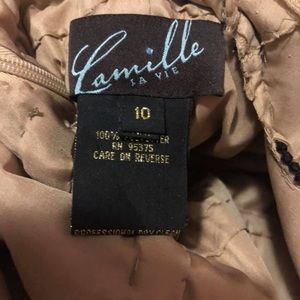 Camille
LA VIE
10
100% POLYESTER
RN 95375
CARE ON REVERSE
PROFESSIONAL DRY CLEAN